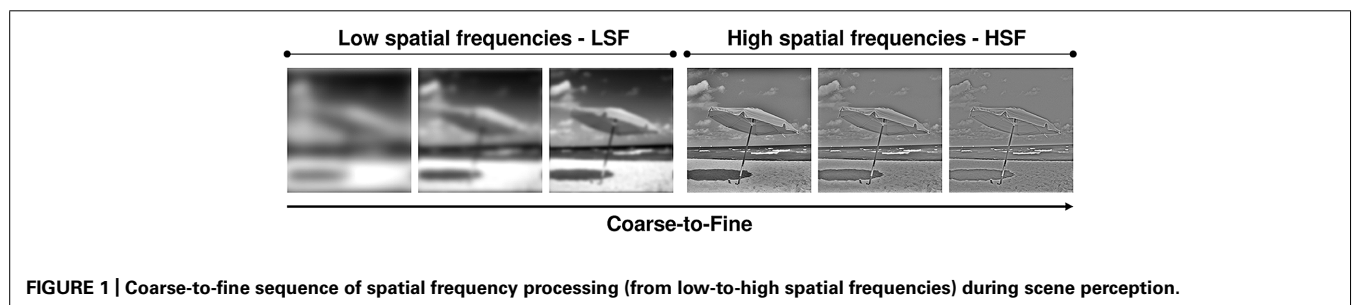 Low spatial frequencies - LSF
High spatial frequencies - HSF
Coarse-to-Fine
FIGURE 1 | Coarse-to-fine sequence of spatial frequency processing (from low-to-high spatial frequencies) during scene perception.